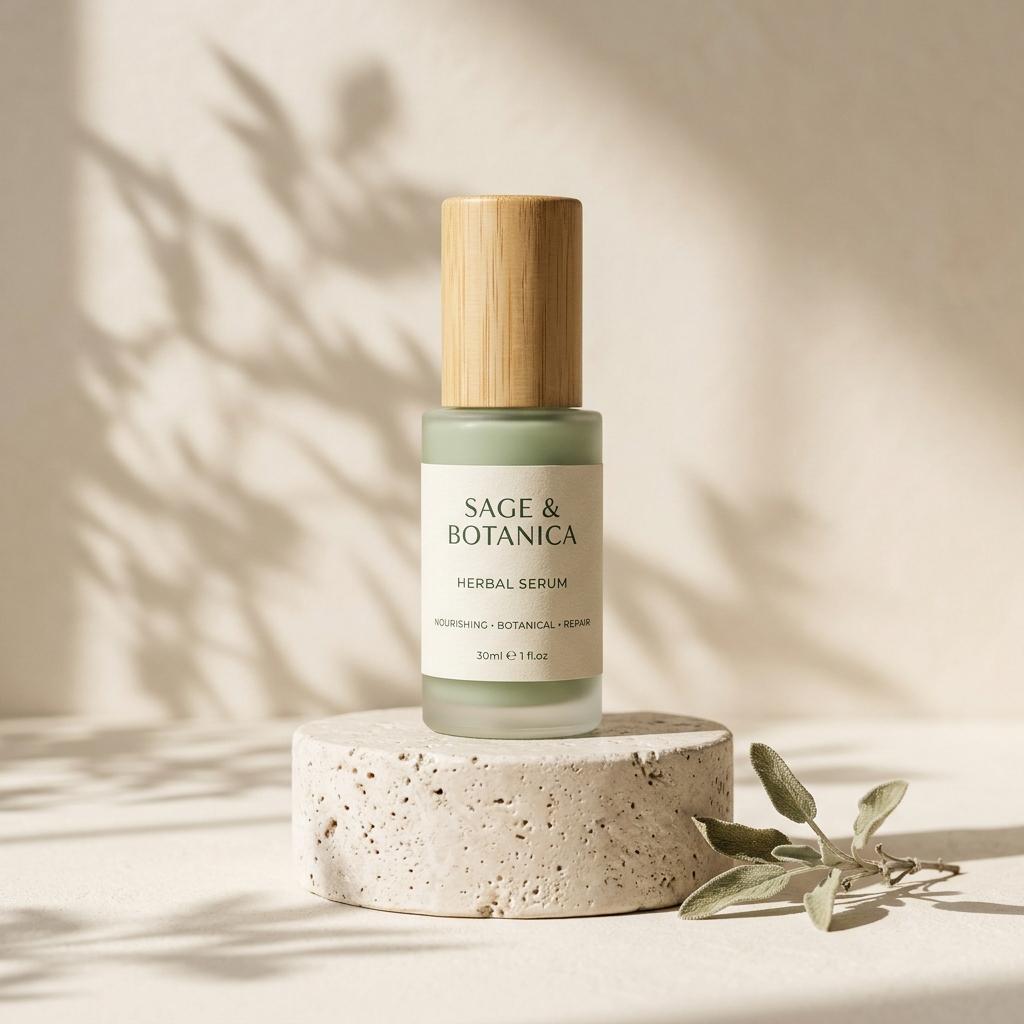 SAGE &
BOTANICA
HERBAL SERUM
NOURISHING • BOTANICAL • REPAIR
30ml ℮ 1 fl.oz